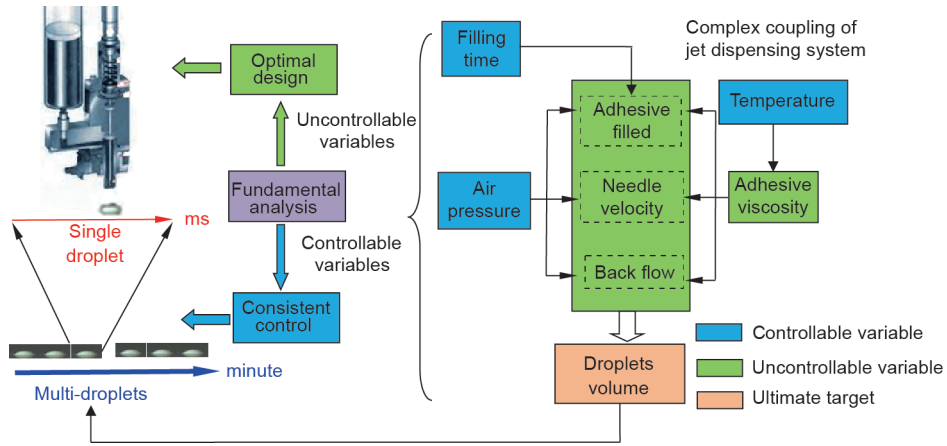 Optimal
design
Uncontrollable
variables
Fundamental
analysis
Controllable
variables
Consistent
control
ms
Single
droplet
minute
Multi-droplets
Filling
time
Complex coupling of
jet dispensing system
Adhesive
filled
Temperature
Air
pressure
Needle
velocity
Adhesive
viscosity
Back flow
Droplets
volume
Controllable variable
Uncontrollable variable
Ultimate target